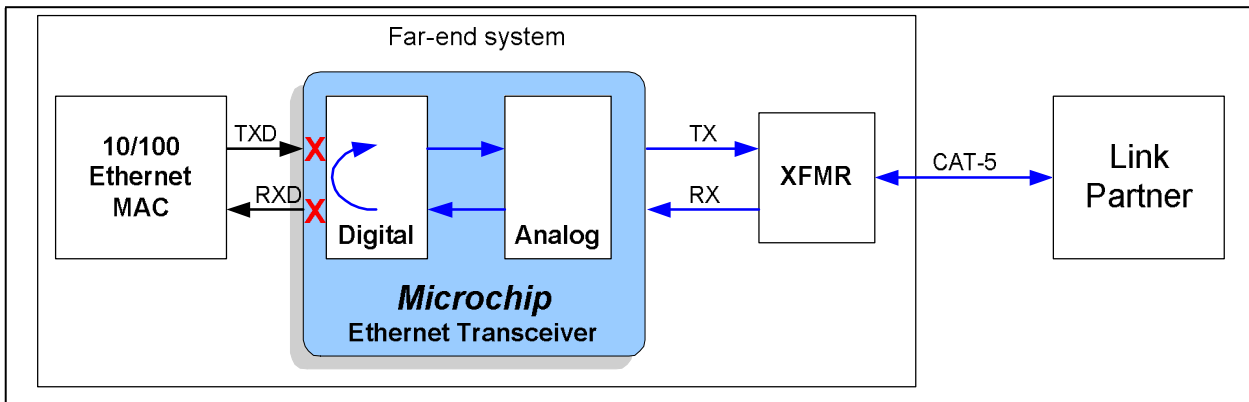 Far-end system
10/100
Ethernet
MAC
TXD
RXD
X
X
Digital
Analog
Microchip
Ethernet Transceiver
TX
RX
XFMR
CAT-5
Link
Partner